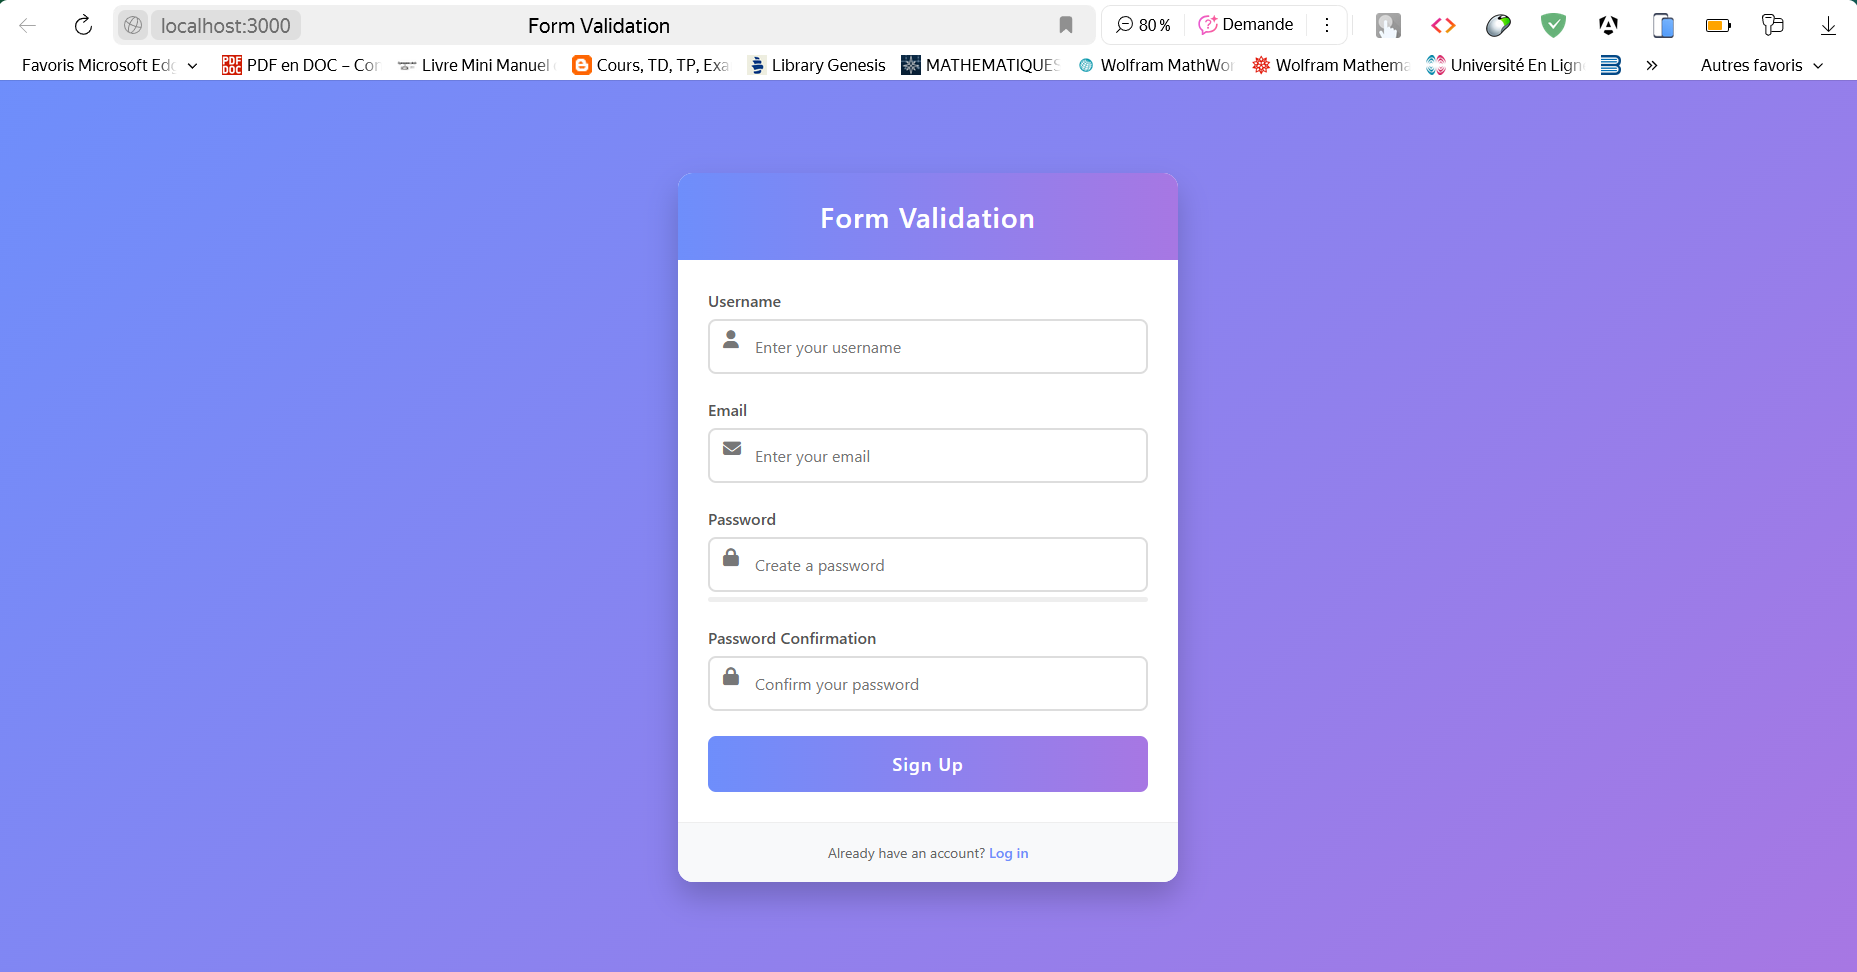 localhost:3000 Form Validation 80 % Demande
Favoris Microsoft Edg PDF en DOC – Con Livre Mini Manuel Cours, TD, TP, Exa Library Genesis MATHEMATIQUES Wolfram MathWor Wolfram Mathema Université En Lign » Autres favoris
Form Validation
Username
Enter your username
Email
Enter your email
Password
Create a password
Password Confirmation
Confirm your password
Sign Up
Already have an account? Log in